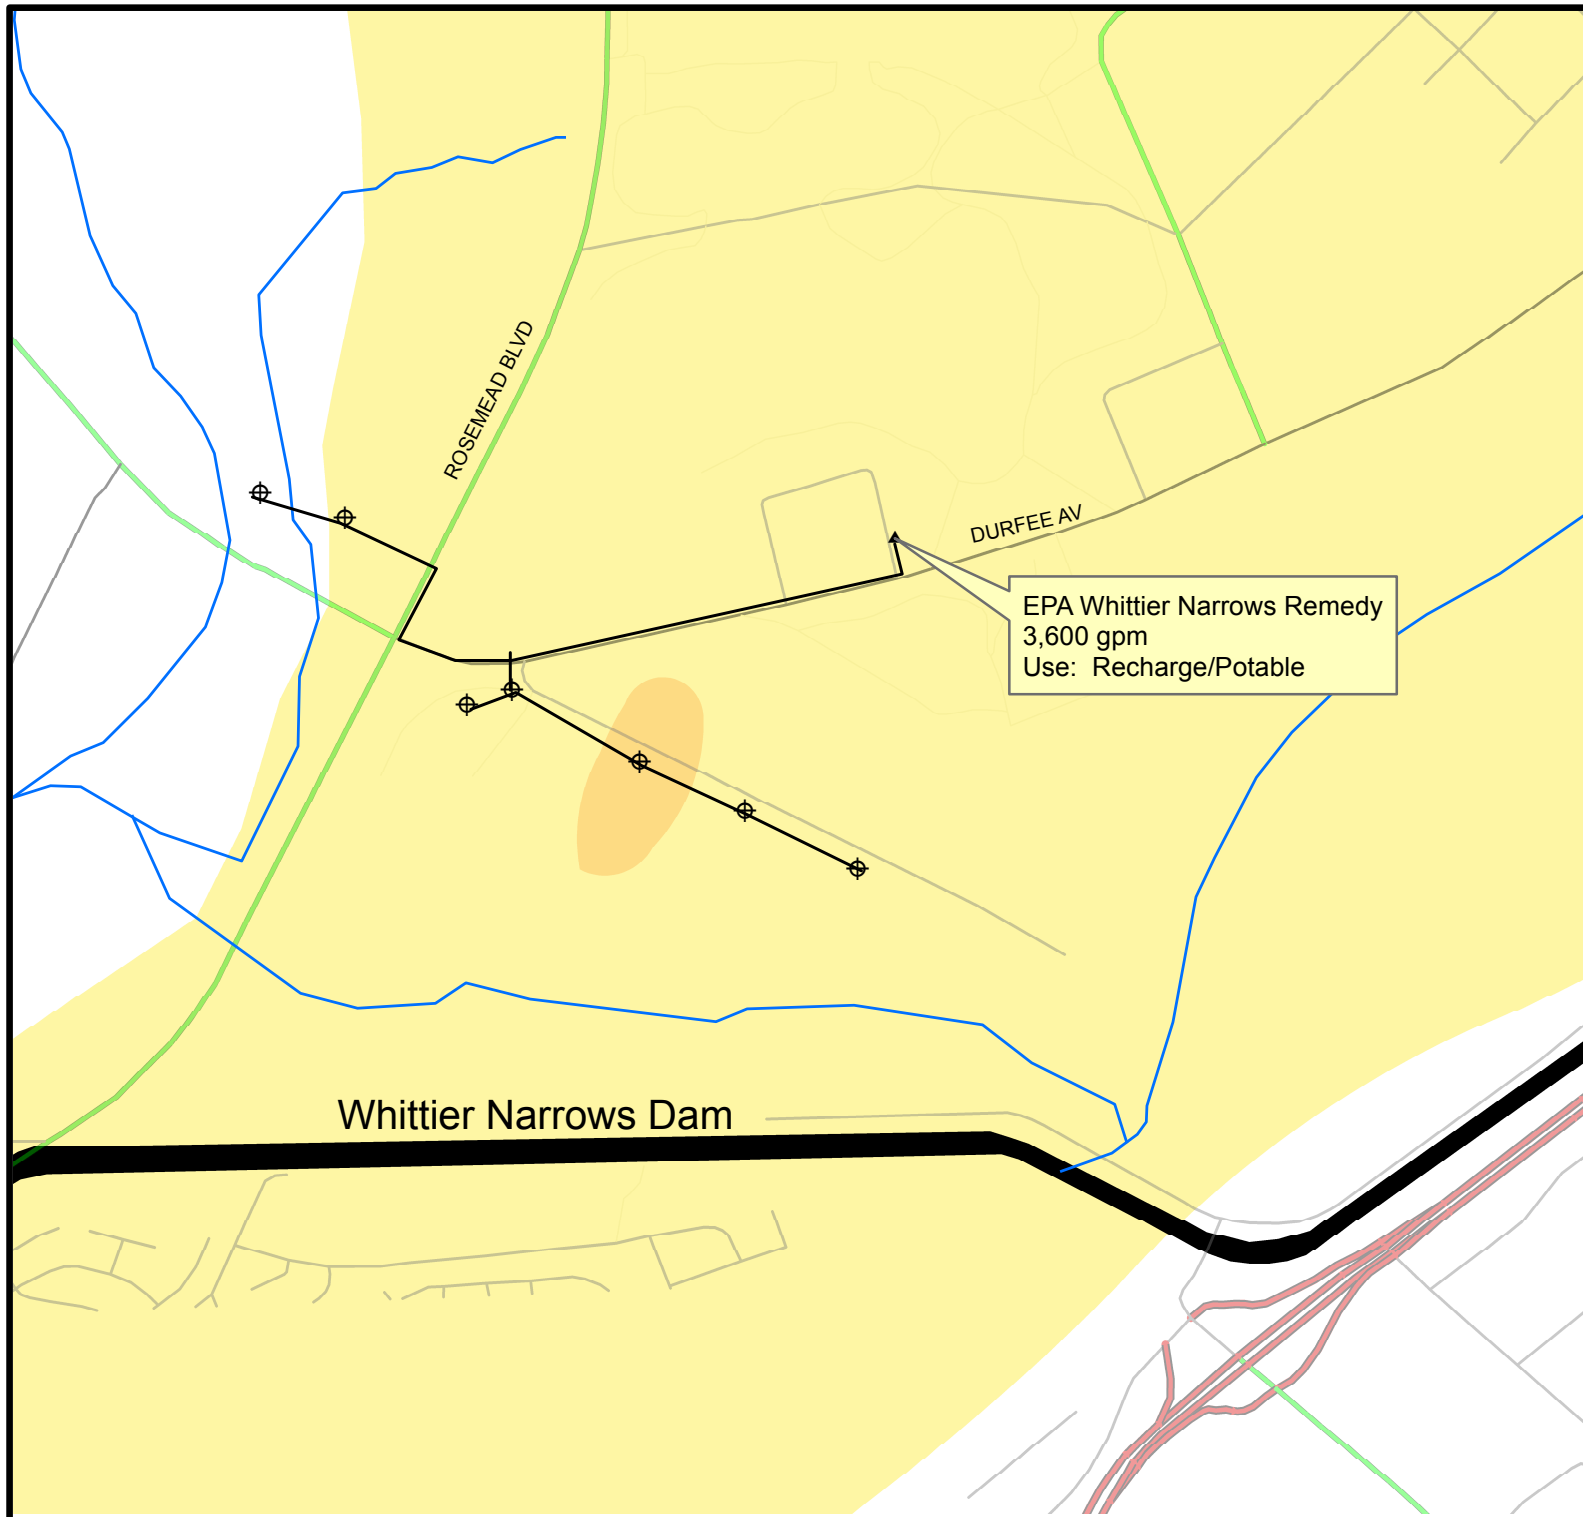 ROSEMEAD BLVD
DURFEE AV
EPA Whittier Narrows Remedy
3,600 gpm
Use:  Recharge/Potable
Whittier Narrows Dam